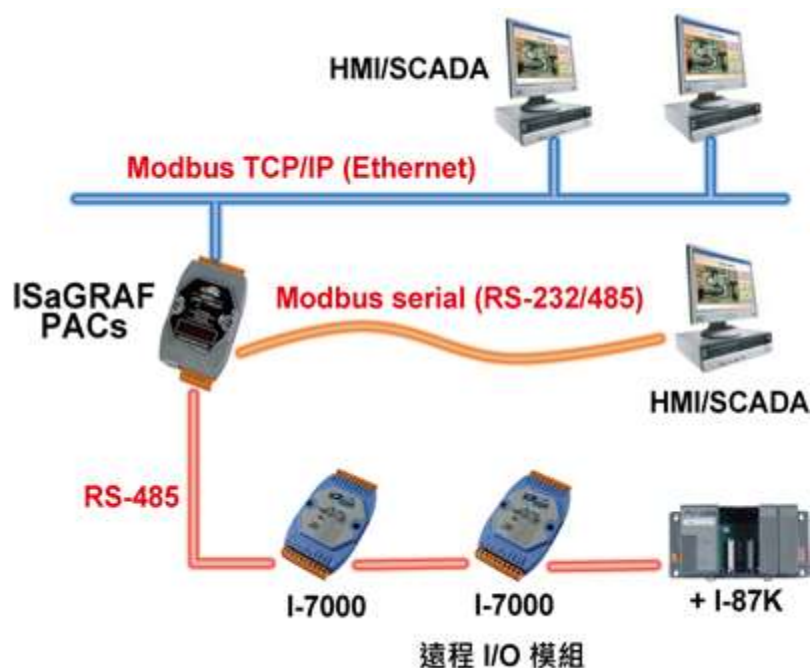 HMI/SCADA
Modbus TCP/IP (Ethernet)
ISaGRAF
PACs
Modbus serial (RS-232/485)
HMI/SCADA
RS-485
I-7000
I-7000
+ I-87K
遠程 I/O 模組